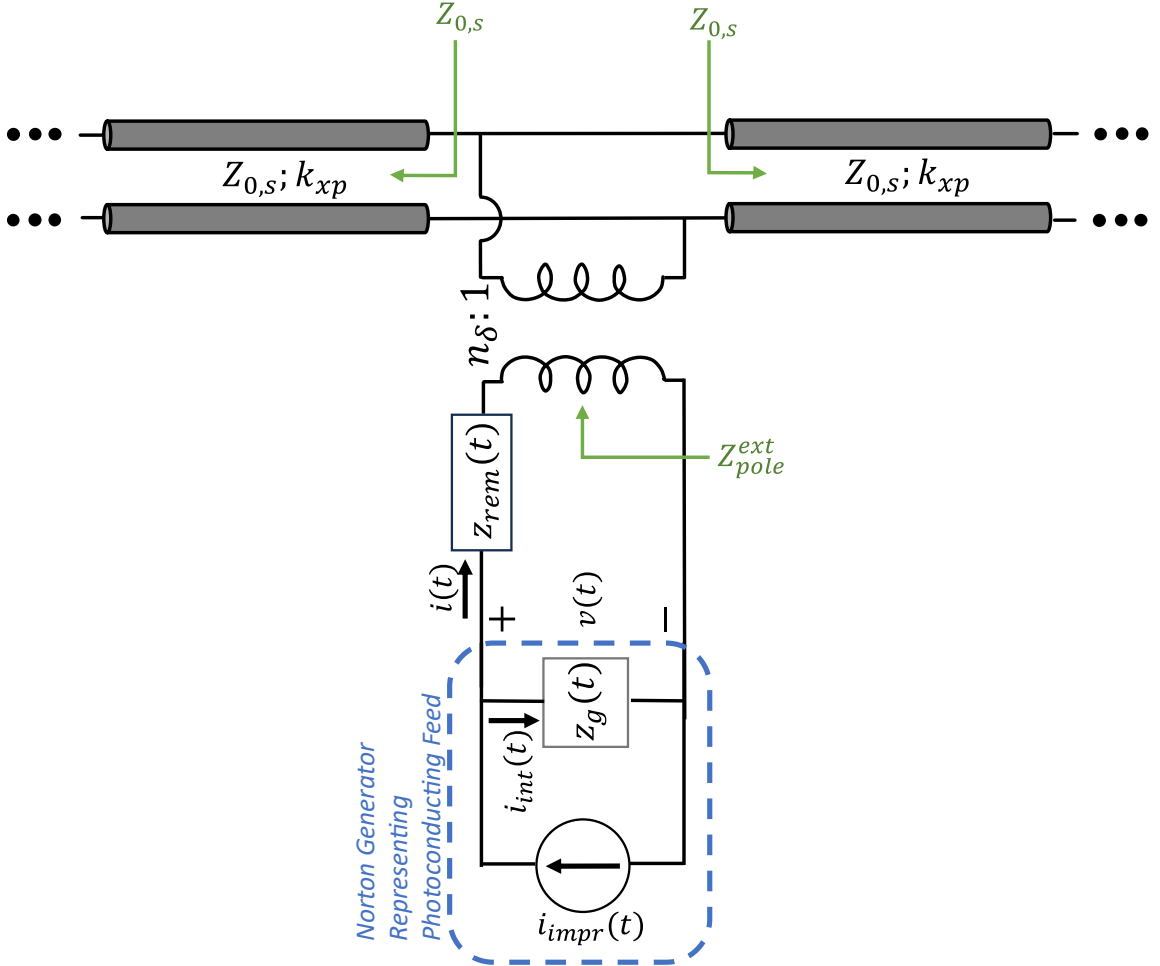 Z_{0,s}
Z_{0,s}
Z_{0,s}; k_{xp}
Z_{0,s}; k_{xp}
n_δ: 1
Z_{pole}^{ext}
z_{rem}(t)
i(t)
+
v(t)
−
z_g(t)
i_{int}(t)
Norton Generator
Representing
Photoconducting Feed
i_{impr}(t)